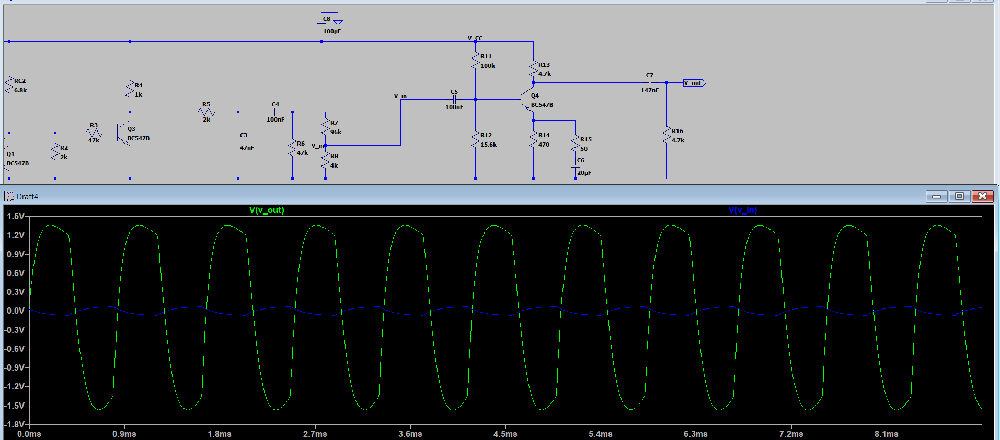 C8
100µF
V_CC
R11
100k
R13
4.7k
C7
147nF
V_out
RC2
6.8k
R4
1k
V_in
C5
100nF
Q4
BC547B
R5
2k
C4
100nF
R3
47k
Q3
BC547B
R7
96k
C3
47nF
R6
47k
V_in
R8
4k
R12
15.6k
R14
470
R15
50
R16
4.7k
R2
2k
Q1
BC547B
C6
20µF
Draft4
V(v_out)
V(v_in)
1.5V
1.2V
0.9V
0.6V
0.3V
0.0V
-0.3V
-0.6V
-0.9V
-1.2V
-1.5V
-1.8V
0.0ms
0.9ms
1.8ms
2.7ms
3.6ms
4.5ms
5.4ms
6.3ms
7.2ms
8.1ms